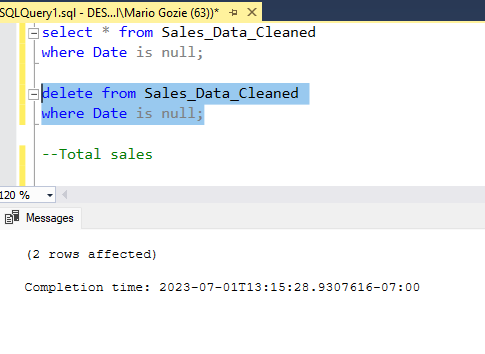 SQLQuery1.sql - DES...l\Mario Gozie (63))*
select * from Sales_Data_Cleaned
where Date is null;
delete from Sales_Data_Cleaned
where Date is null;
--Total sales
120 %
Messages
(2 rows affected)
Completion time: 2023-07-01T13:15:28.9307616-07:00